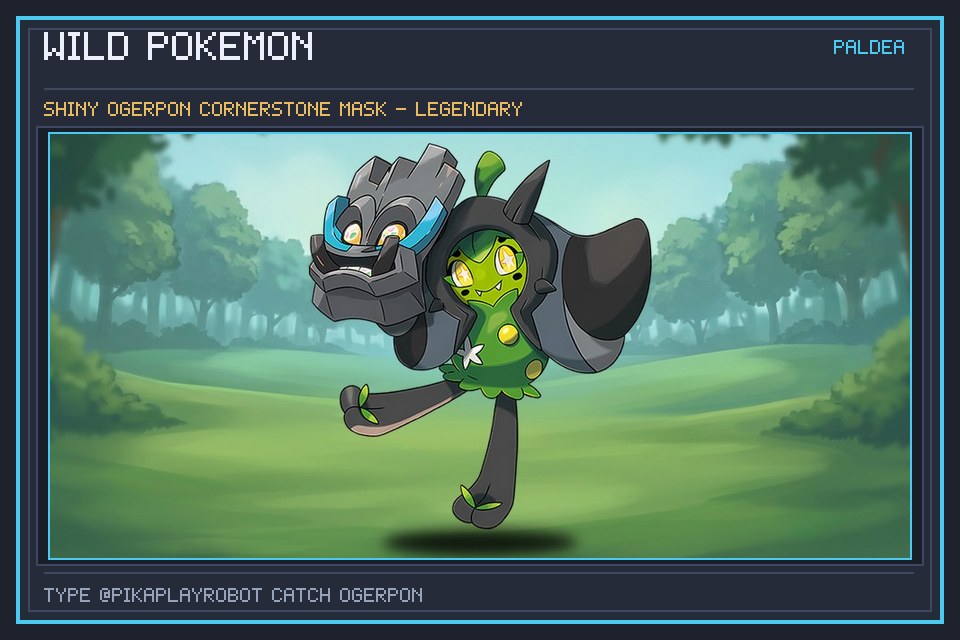 WILD POKEMON
PALDEA
SHINY OGERPON CORNERSTONE MASK - LEGENDARY
TYPE @PIKAPLAYROBOT CATCH OGERPON